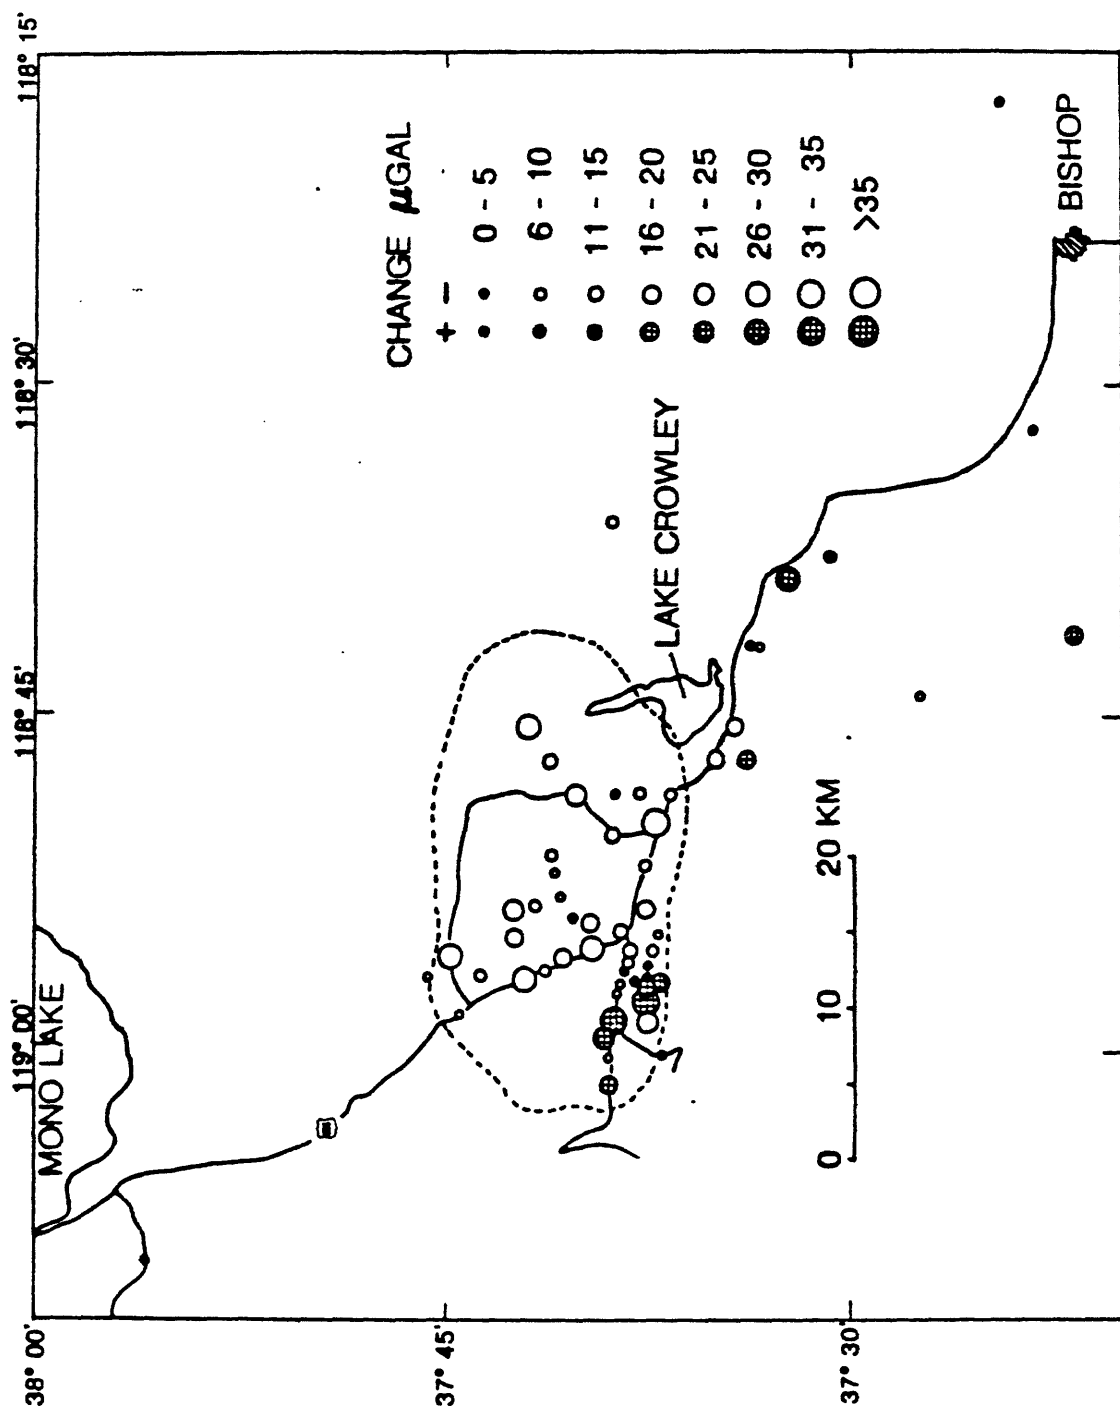 38° 00'
37° 45'
37° 30'
119° 00'
118° 45'
118° 30'
118° 15'
MONO LAKE
LAKE CROWLEY
BISHOP
CHANGE µGAL
+ −
0 - 5
6 - 10
11 - 15
16 - 20
21 - 25
26 - 30
31 - 35
>35
0 10 20 KM